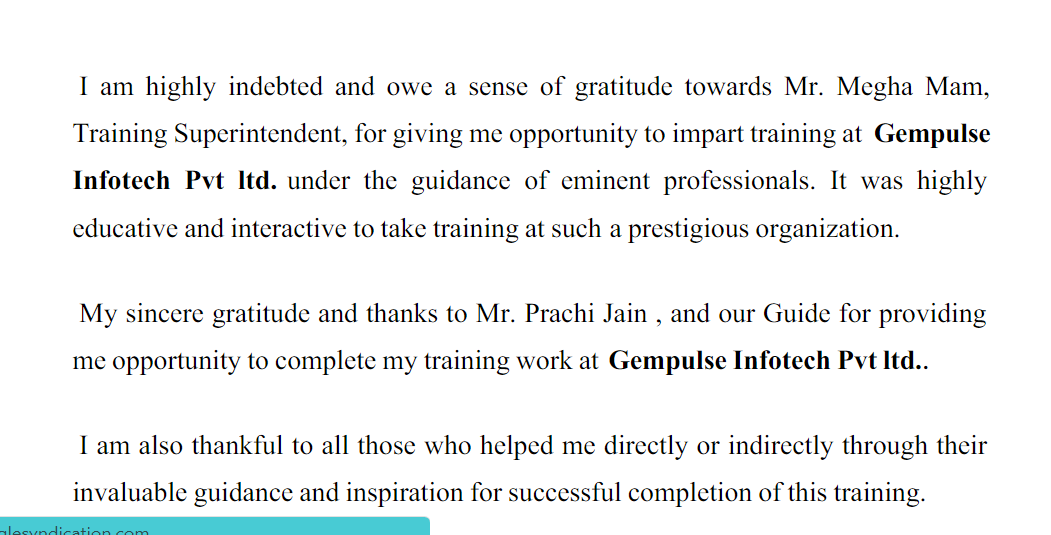 I am highly indebted and owe a sense of gratitude towards Mr. Megha Mam,
Training Superintendent, for giving me opportunity to impart training at Gempulse
Infotech Pvt ltd. under the guidance of eminent professionals. It was highly
educative and interactive to take training at such a prestigious organization.
My sincere gratitude and thanks to Mr. Prachi Jain , and our Guide for providing
me opportunity to complete my training work at Gempulse Infotech Pvt ltd..
I am also thankful to all those who helped me directly or indirectly through their
invaluable guidance and inspiration for successful completion of this training.
glesyndication.com